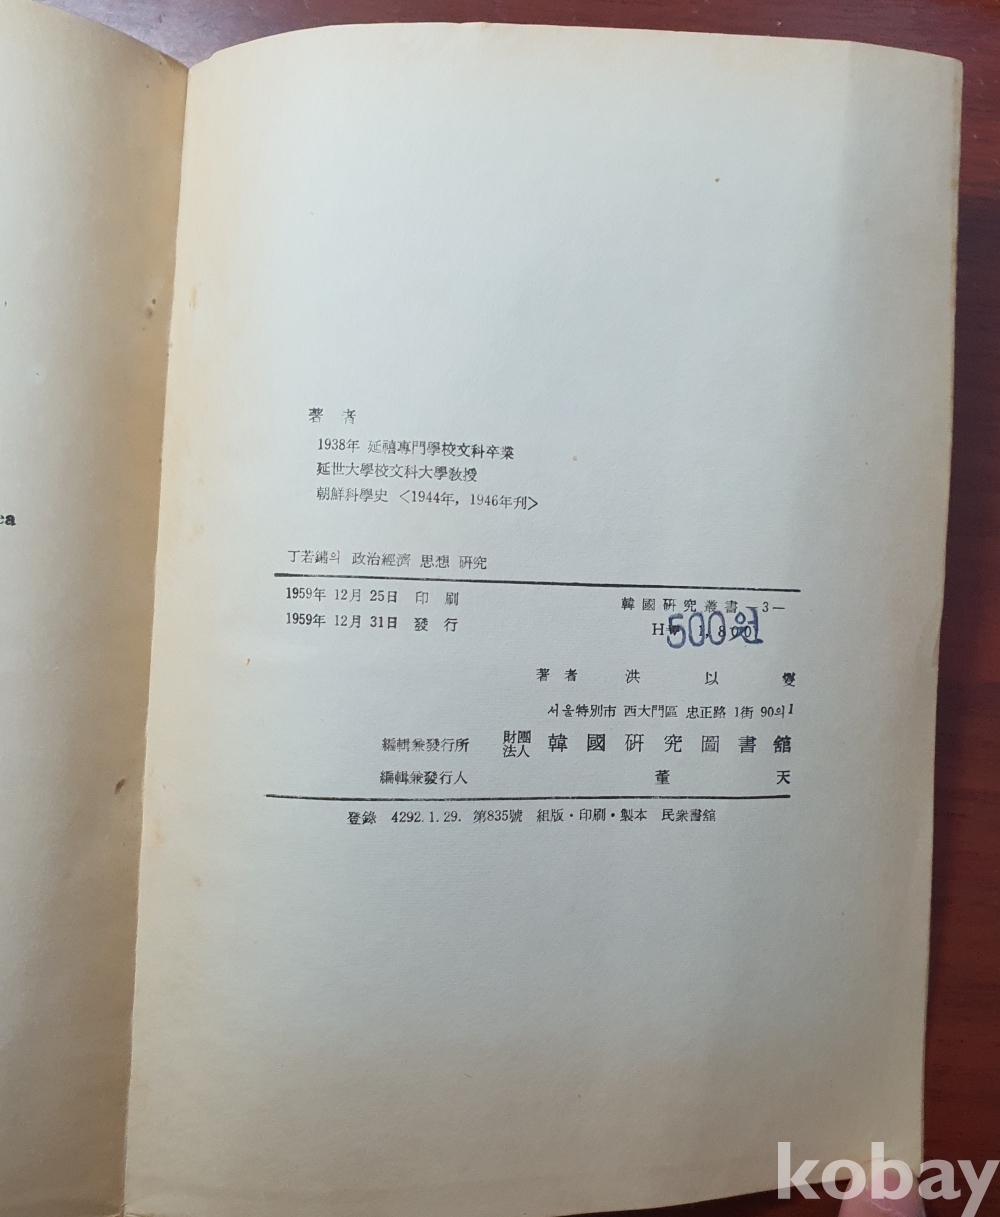 ea
著 者
1938年 延禧專門學校文科卒業
延世大學校文科大學敎授
朝鮮科學史 <1944年, 1946年刊>
丁若鏞의 政治經濟 思想 硏究
1959年 12月 25日 印 刷
1959年 12月 31日 發 行
韓國硏究叢書 —3—
500원
著 者 洪 以 燮
서울特別市 西大門區 忠正路 1街 90의1
編輯兼發行所 財團法人 韓國硏究圖書舘
編輯兼發行人 董 天
登錄 4292.1.29. 第835號 組版・印刷・製本 民衆書舘
kobay